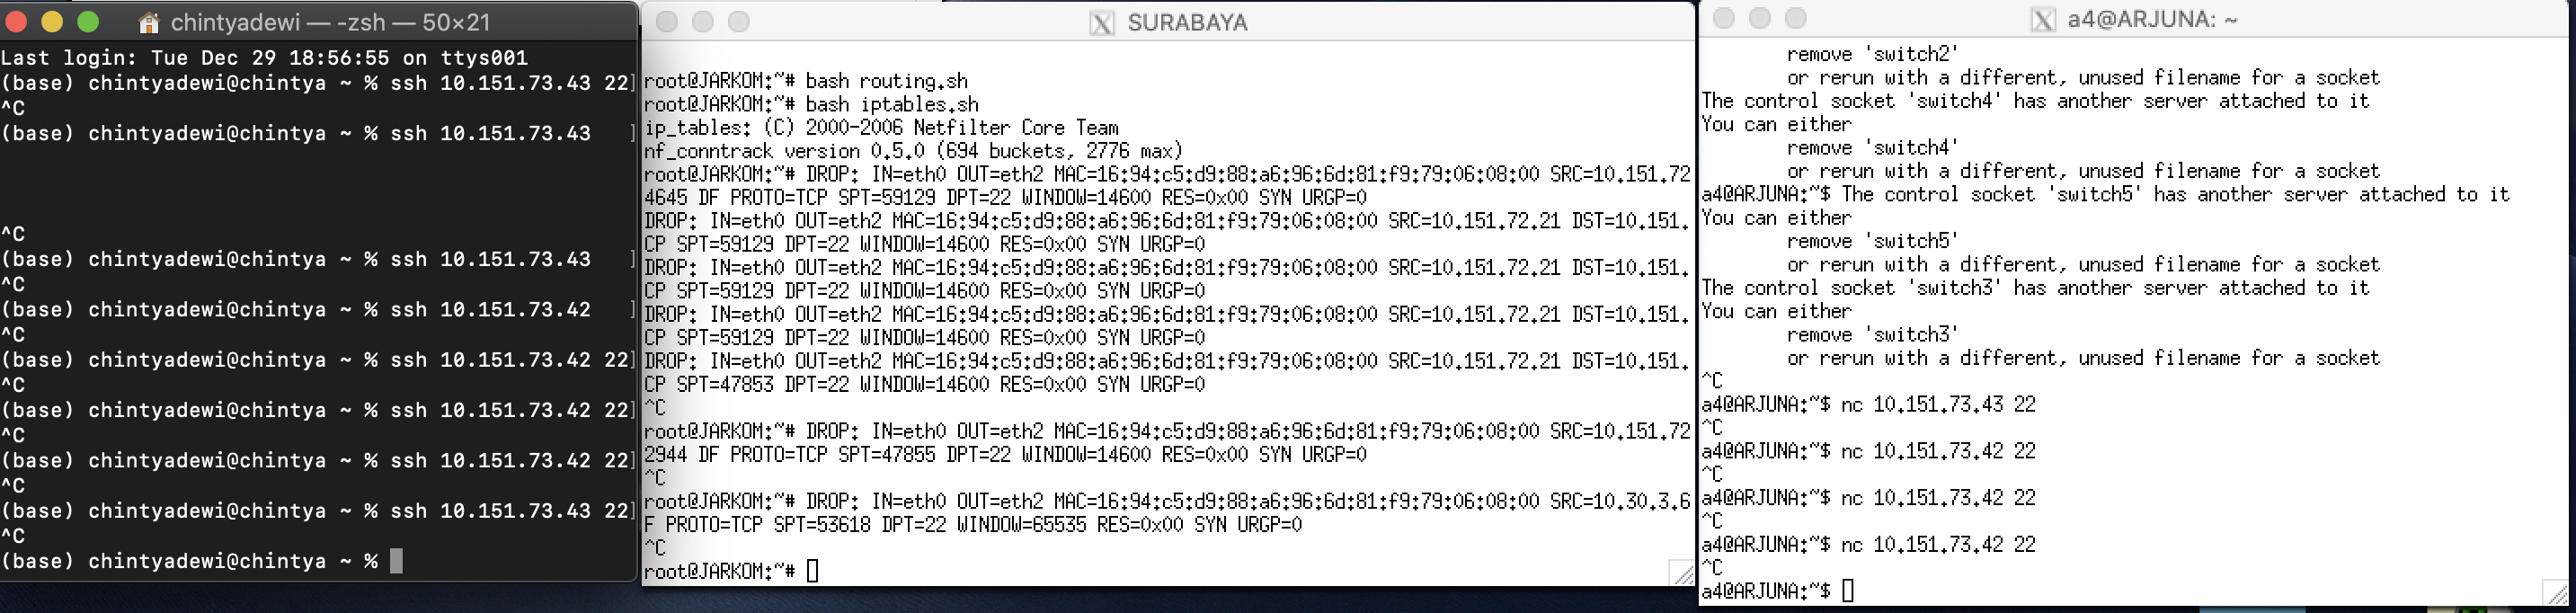 chintyadewi — -zsh — 50×21
Last login: Tue Dec 29 18:56:55 on ttys001
(base) chintyadewi@chintya ~ % ssh 10.151.73.43 22]
^C
(base) chintyadewi@chintya ~ % ssh 10.151.73.43 ]
^C
(base) chintyadewi@chintya ~ % ssh 10.151.73.43 ]
^C
(base) chintyadewi@chintya ~ % ssh 10.151.73.42 ]
^C
(base) chintyadewi@chintya ~ % ssh 10.151.73.42 22]
^C
(base) chintyadewi@chintya ~ % ssh 10.151.73.42 22]
^C
(base) chintyadewi@chintya ~ % ssh 10.151.73.42 22]
^C
(base) chintyadewi@chintya ~ % ssh 10.151.73.43 22]
^C
(base) chintyadewi@chintya ~ %
X SURABAYA
root@JARKOM:~# bash routing.sh
root@JARKOM:~# bash iptables.sh
ip_tables: (C) 2000-2006 Netfilter Core Team
nf_conntrack version 0.5.0 (694 buckets, 2776 max)
root@JARKOM:~# DROP: IN=eth0 OUT=eth2 MAC=16:94:c5:d9:88:a6:96:6d:81:f9:79:06:08:00 SRC=10.151.72
4645 DF PROTO=TCP SPT=59129 DPT=22 WINDOW=14600 RES=0x00 SYN URGP=0
DROP: IN=eth0 OUT=eth2 MAC=16:94:c5:d9:88:a6:96:6d:81:f9:79:06:08:00 SRC=10.151.72.21 DST=10.151.
CP SPT=59129 DPT=22 WINDOW=14600 RES=0x00 SYN URGP=0
DROP: IN=eth0 OUT=eth2 MAC=16:94:c5:d9:88:a6:96:6d:81:f9:79:06:08:00 SRC=10.151.72.21 DST=10.151.
CP SPT=59129 DPT=22 WINDOW=14600 RES=0x00 SYN URGP=0
DROP: IN=eth0 OUT=eth2 MAC=16:94:c5:d9:88:a6:96:6d:81:f9:79:06:08:00 SRC=10.151.72.21 DST=10.151.
CP SPT=59129 DPT=22 WINDOW=14600 RES=0x00 SYN URGP=0
DROP: IN=eth0 OUT=eth2 MAC=16:94:c5:d9:88:a6:96:6d:81:f9:79:06:08:00 SRC=10.151.72.21 DST=10.151.
CP SPT=47853 DPT=22 WINDOW=14600 RES=0x00 SYN URGP=0
^C
root@JARKOM:~# DROP: IN=eth0 OUT=eth2 MAC=16:94:c5:d9:88:a6:96:6d:81:f9:79:06:08:00 SRC=10.151.72
2944 DF PROTO=TCP SPT=47855 DPT=22 WINDOW=14600 RES=0x00 SYN URGP=0
^C
root@JARKOM:~# DROP: IN=eth0 OUT=eth2 MAC=16:94:c5:d9:88:a6:96:6d:81:f9:79:06:08:00 SRC=10.30.3.6
F PROTO=TCP SPT=53618 DPT=22 WINDOW=65535 RES=0x00 SYN URGP=0
^C
root@JARKOM:~#
X a4@ARJUNA: ~
remove 'switch2'
or rerun with a different, unused filename for a socket
The control socket 'switch4' has another server attached to it
You can either
remove 'switch4'
or rerun with a different, unused filename for a socket
a4@ARJUNA:~$ The control socket 'switch5' has another server attached to it
You can either
remove 'switch5'
or rerun with a different, unused filename for a socket
The control socket 'switch3' has another server attached to it
You can either
remove 'switch3'
or rerun with a different, unused filename for a socket
^C
a4@ARJUNA:~$ nc 10.151.73.43 22
^C
a4@ARJUNA:~$ nc 10.151.73.42 22
^C
a4@ARJUNA:~$ nc 10.151.73.42 22
^C
a4@ARJUNA:~$ nc 10.151.73.42 22
^C
a4@ARJUNA:~$